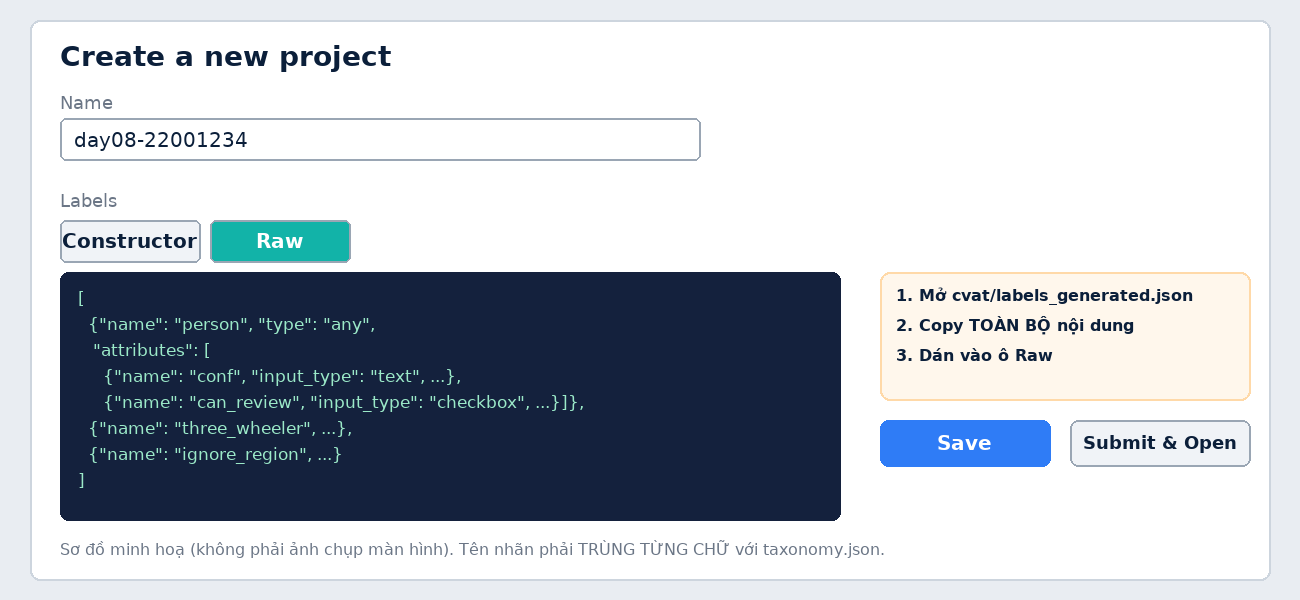 Create a new project
Name
day08-22001234
Labels
Constructor
Raw
[
{"name": "person", "type": "any",
"attributes": [
{"name": "conf", "input_type": "text", ...},
{"name": "can_review", "input_type": "checkbox", ...}]},
{"name": "three_wheeler", ...},
{"name": "ignore_region", ...}
]
1. Mở cvat/labels_generated.json
2. Copy TOÀN BỘ nội dung
3. Dán vào ô Raw
Save
Submit & Open
Sơ đồ minh hoạ (không phải ảnh chụp màn hình). Tên nhãn phải TRÙNG TỪNG CHỮ với taxonomy.json.